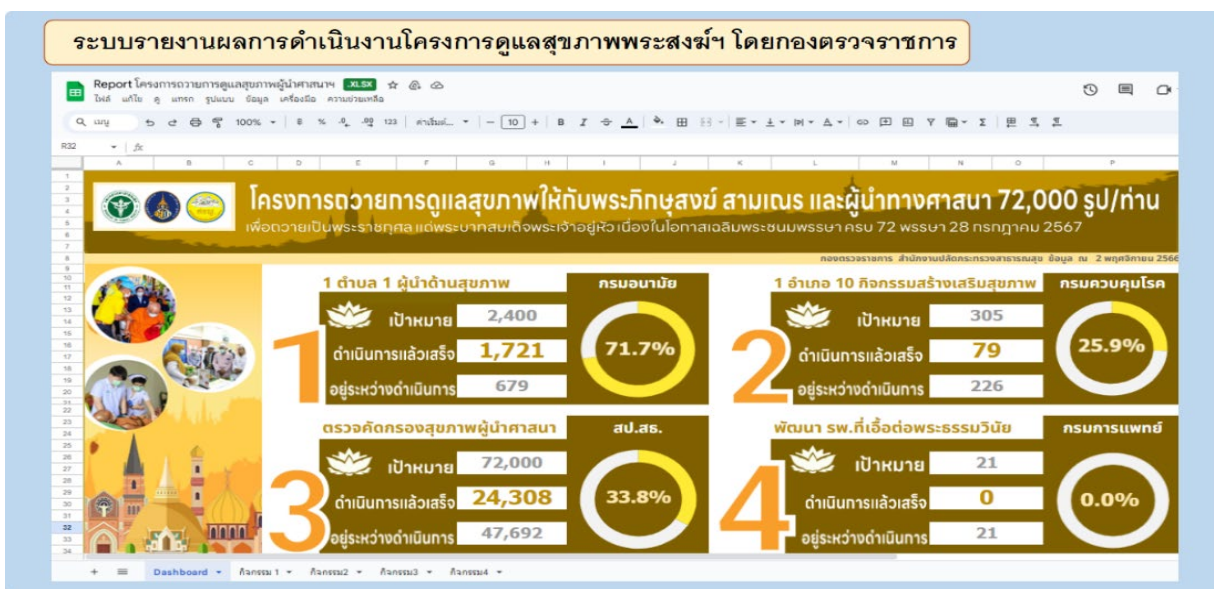 ระบบรายงานผลการดำเนินงานโครงการดูแลสุขภาพพระสงฆ์ฯ โดยกองตรวจราชการ
Report โครงการถวายการดูแลสุขภาพผู้นำศาสนาฯ .XLSX
ไฟล์ แก้ไข ดู แทรก รูปแบบ ข้อมูล เครื่องมือ ความช่วยเหลือ
เมนู 100% ฿ % .0 .00 123 ค่าเริ่มต้... 10 B I A
R32 fx
A B C D E F G H I J K L M N O P
โครงการถวายการดูแลสุขภาพให้กับพระภิกษุสงฆ์ สามเณร และผู้นำทางศาสนา 72,000 รูป/ท่าน
เพื่อถวายเป็นพระราชกุศล แด่พระบาทสมเด็จพระเจ้าอยู่หัว เนื่องในโอกาสเฉลิมพระชนมพรรษา ครบ 72 พรรษา 28 กรกฎาคม 2567
กองตรวจราชการ สำนักงานปลัดกระทรวงสาธารณสุข ข้อมูล ณ 2 พฤศจิกายน 2566
1 ตำบล 1 ผู้นำด้านสุขภาพ กรมอนามัย
1
เป้าหมาย 2,400
ดำเนินการแล้วเสร็จ 1,721
71.7%
อยู่ระหว่างดำเนินการ 679
1 อำเภอ 10 กิจกรรมสร้างเสริมสุขภาพ กรมควบคุมโรค
2
เป้าหมาย 305
ดำเนินการแล้วเสร็จ 79
25.9%
อยู่ระหว่างดำเนินการ 226
ตรวจคัดกรองสุขภาพผู้นำศาสนา สป.สธ.
3
เป้าหมาย 72,000
ดำเนินการแล้วเสร็จ 24,308
33.8%
อยู่ระหว่างดำเนินการ 47,692
พัฒนา รพ.ที่เอื้อต่อพระธรรมวินัย กรมการแพทย์
4
เป้าหมาย 21
ดำเนินการแล้วเสร็จ 0
0.0%
อยู่ระหว่างดำเนินการ 21
Dashboard กิจกรรม 1 กิจกรรม2 กิจกรรม3 กิจกรรม4